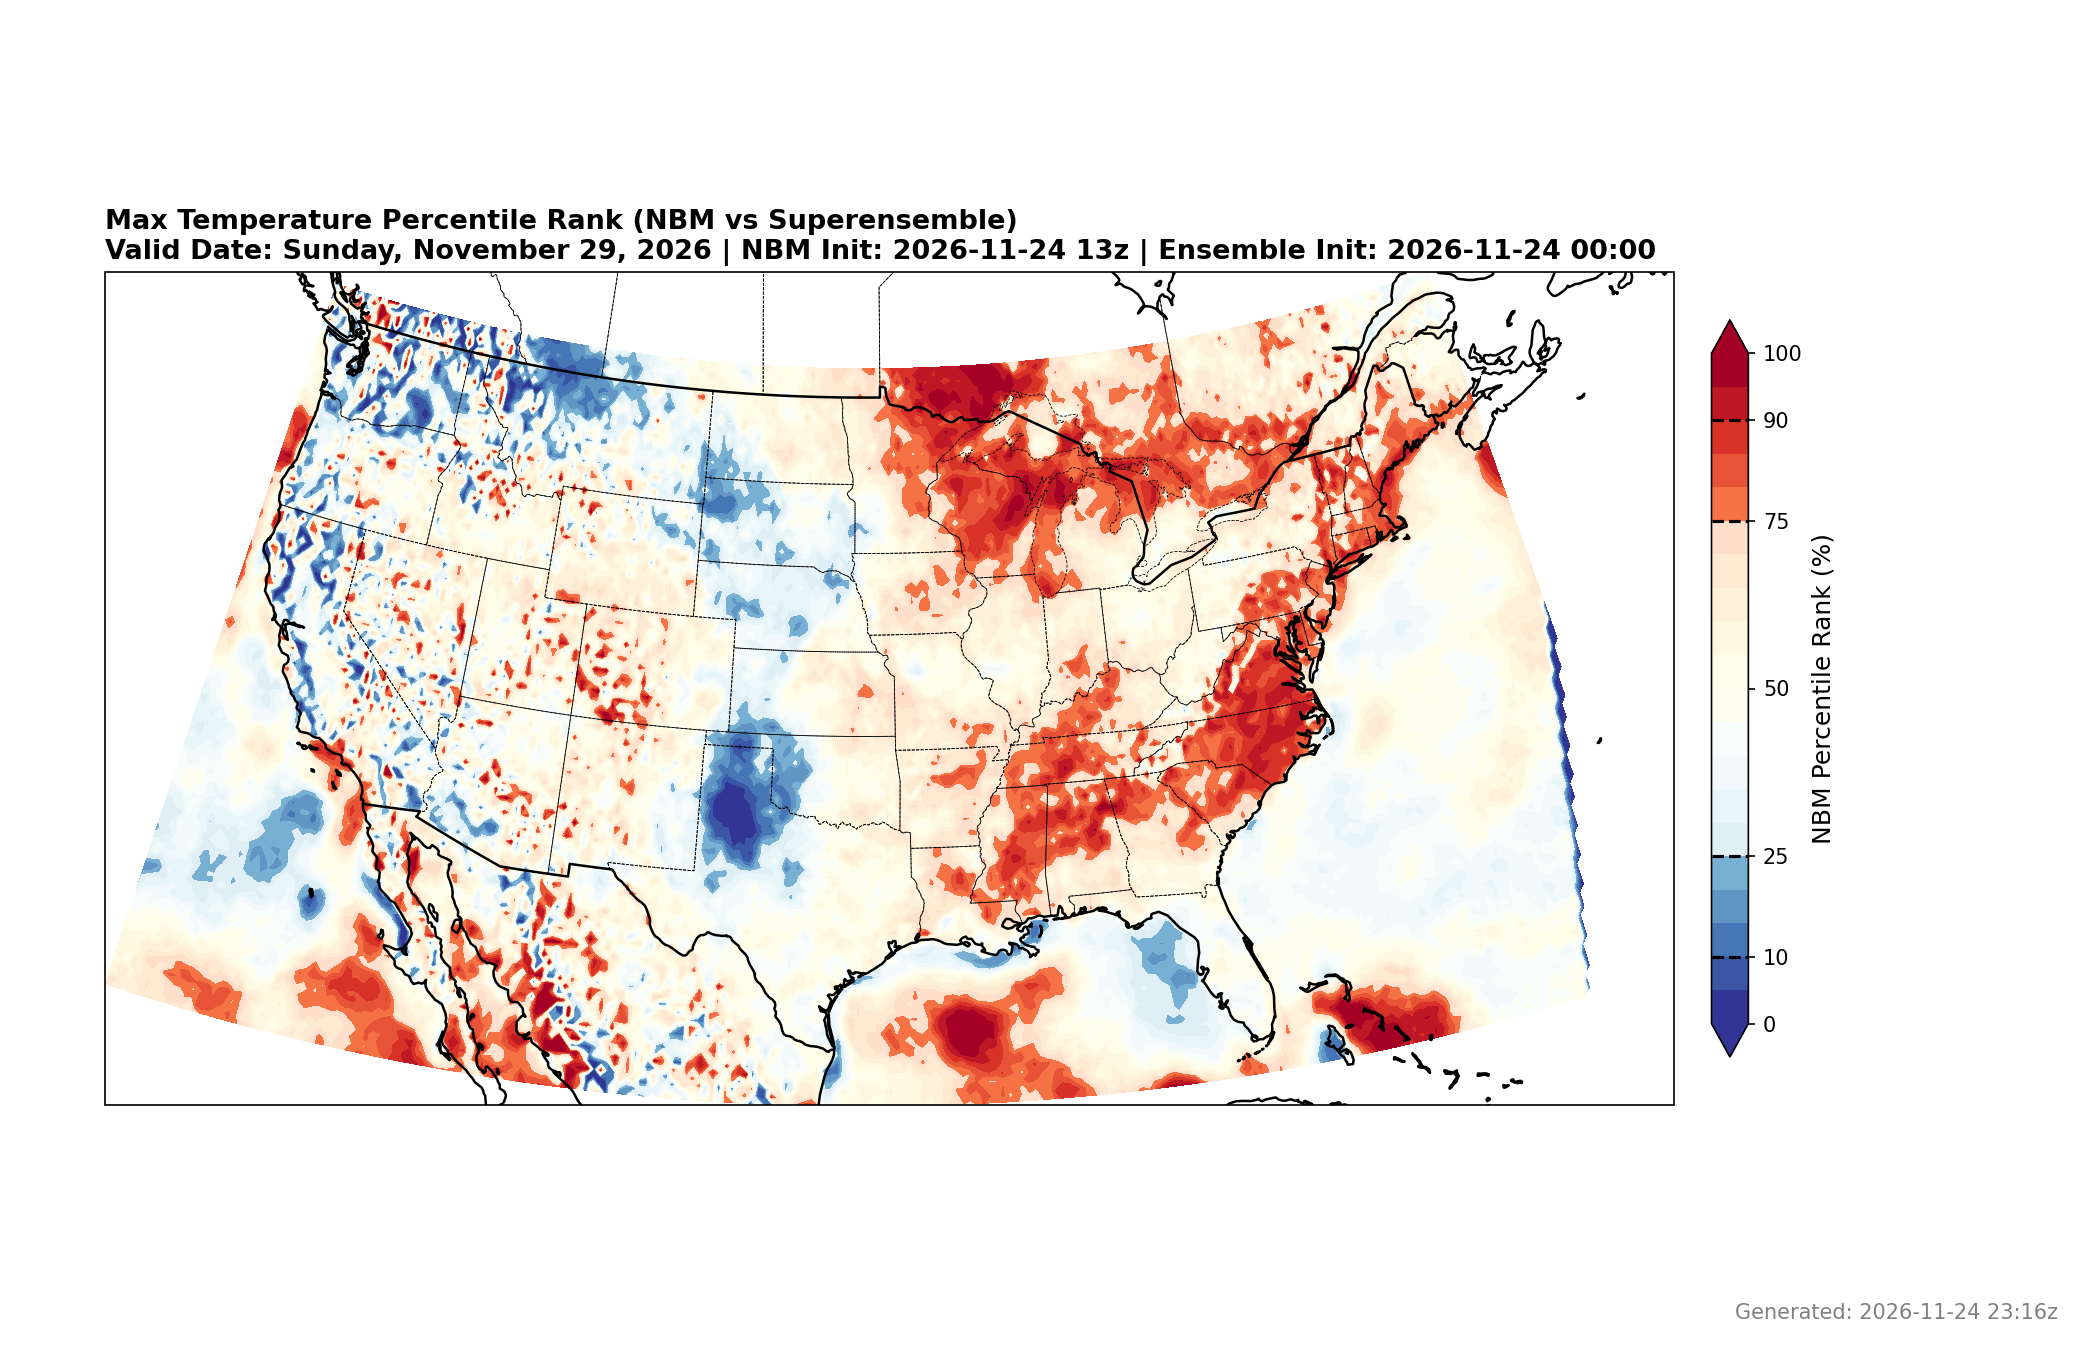 Max Temperature Percentile Rank (NBM vs Superensemble)
Valid Date: Sunday, November 29, 2026 | NBM Init: 2026-11-24 13z | Ensemble Init: 2026-11-24 00:00
100
90
75
50
25
10
0
NBM Percentile Rank (%)
Generated: 2026-11-24 23:16z